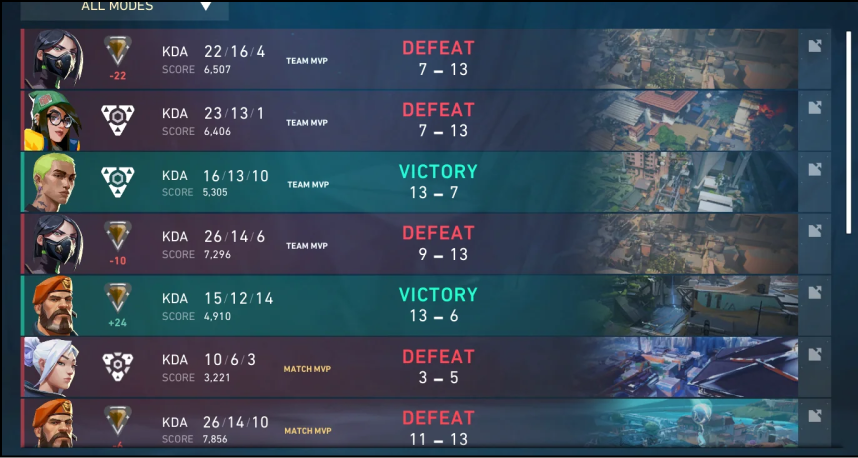 ALL MODES
KDA 22/16/4
SCORE 6,507
-22
TEAM MVP
DEFEAT
7 – 13
KDA 23/13/1
SCORE 6,406
TEAM MVP
DEFEAT
7 – 13
KDA 16/13/10
SCORE 5,305
TEAM MVP
VICTORY
13 – 7
KDA 26/14/6
SCORE 7,296
-10
TEAM MVP
DEFEAT
9 – 13
KDA 15/12/14
SCORE 4,910
+24
VICTORY
13 – 6
KDA 10/6/3
SCORE 3,221
MATCH MVP
DEFEAT
3 – 5
KDA 26/14/10
SCORE 7,856
MATCH MVP
DEFEAT
11 – 13